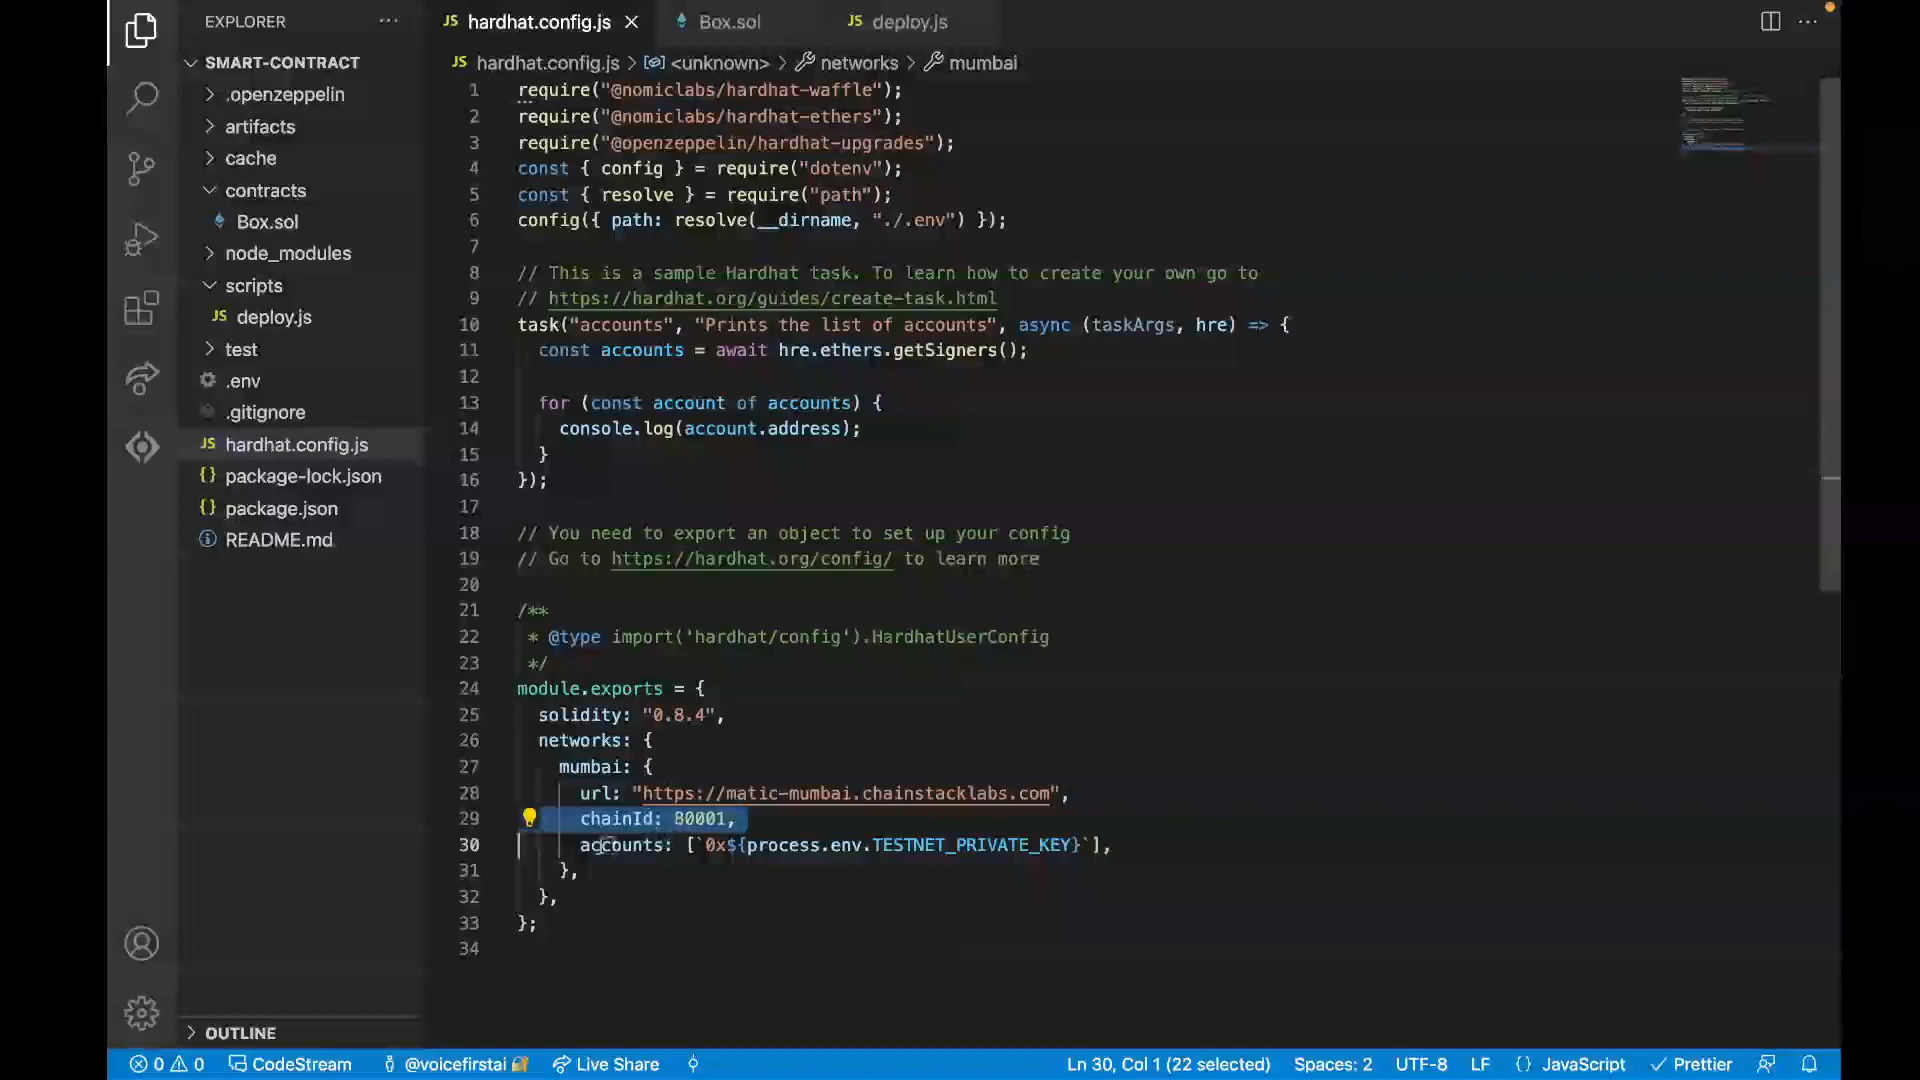 EXPLORER
SMART-CONTRACT
.openzeppelin
artifacts
cache
contracts
Box.sol
node_modules
scripts
JS deploy.js
test
.env
.gitignore
JS hardhat.config.js
{} package-lock.json
{} package.json
README.md
OUTLINE
JS hardhat.config.js
Box.sol
JS deploy.js
JS hardhat.config.js > <unknown> > networks > mumbai
1 require("@nomiclabs/hardhat-waffle");
2 require("@nomiclabs/hardhat-ethers");
3 require("@openzeppelin/hardhat-upgrades");
4 const { config } = require("dotenv");
5 const { resolve } = require("path");
6 config({ path: resolve(__dirname, "./.env") });
7
8 // This is a sample Hardhat task. To learn how to create your own go to
9 // https://hardhat.org/guides/create-task.html
10 task("accounts", "Prints the list of accounts", async (taskArgs, hre) => {
11 const accounts = await hre.ethers.getSigners();
12
13 for (const account of accounts) {
14 console.log(account.address);
15 }
16 });
17
18 // You need to export an object to set up your config
19 // Go to https://hardhat.org/config/ to learn more
20
21 /**
22 * @type import('hardhat/config').HardhatUserConfig
23 */
24 module.exports = {
25 solidity: "0.8.4",
26 networks: {
27 mumbai: {
28 url: "https://matic-mumbai.chainstacklabs.com",
29 chainId: 80001,
30 accounts: [`0x${process.env.TESTNET_PRIVATE_KEY}`],
31 },
32 },
33 };
34
0 0 CodeStream @voicefirstai Live Share Ln 30, Col 1 (22 selected) Spaces: 2 UTF-8 LF {} JavaScript Prettier